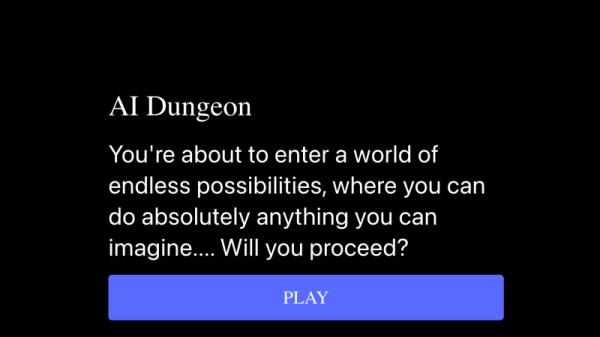 AI Dungeon
You're about to enter a world of
endless possibilities, where you can
do absolutely anything you can
imagine.... Will you proceed?
PLAY